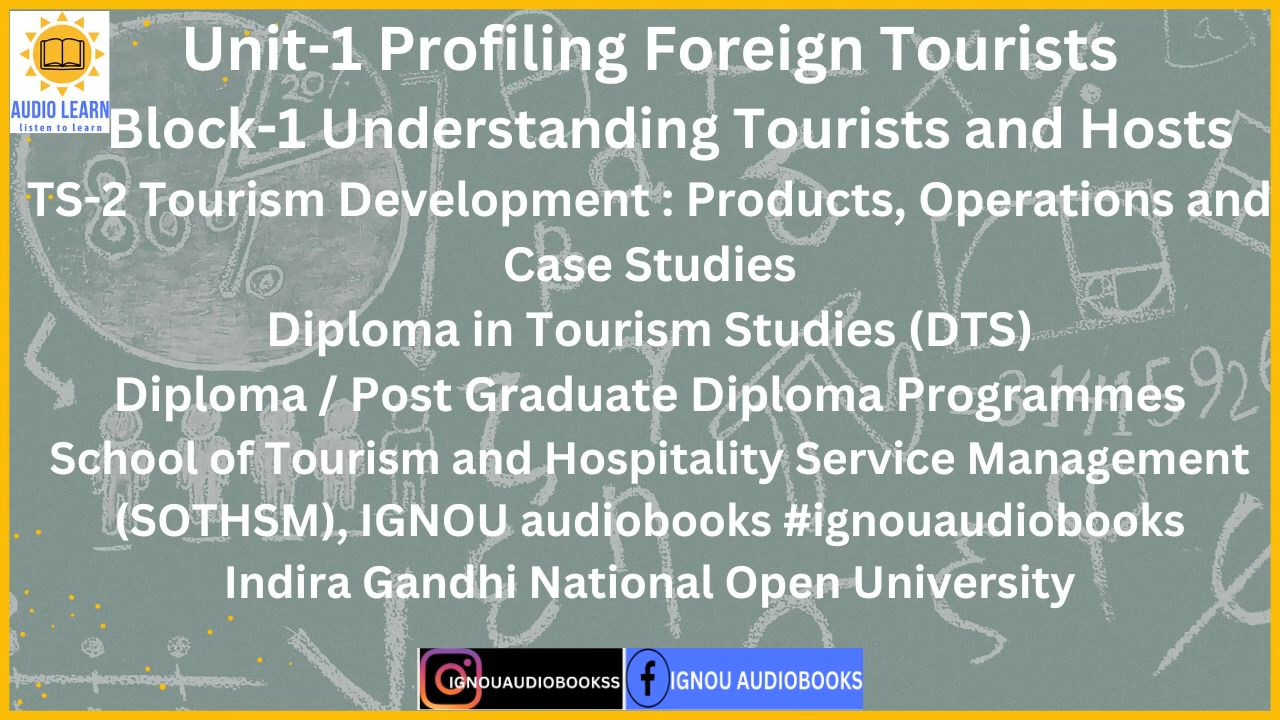 Unit-1 Profiling Foreign Tourists
AUDIO LEARN
listen to learn
Block-1 Understanding Tourists and Hosts
TS-2 Tourism Development : Products, Operations and
Case Studies
Diploma in Tourism Studies (DTS)
Diploma / Post Graduate Diploma Programmes
School of Tourism and Hospitality Service Management
(SOTHSM), IGNOU audiobooks #ignouaudiobooks
Indira Gandhi National Open University
IGNOUAUDIOBOOKSS
IGNOU AUDIOBOOKS